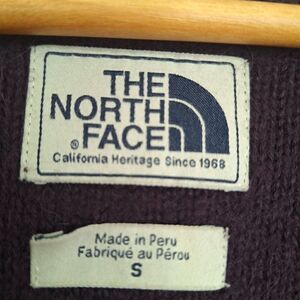 THE
NORTH
® FACE
California Heritage Since 1968
Made in Peru
Fabriqué au Pérou
S